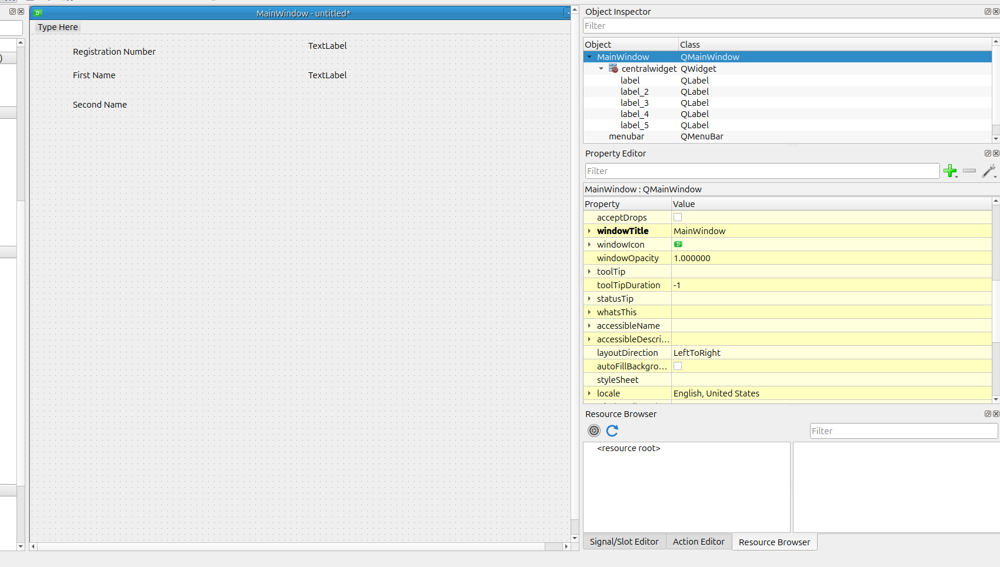 MainWindow - untitled*
Type Here
Registration Number
TextLabel
First Name
TextLabel
Second Name
)
Object Inspector
Filter
Object Class
MainWindow QMainWindow
centralwidget QWidget
label QLabel
label_2 QLabel
label_3 QLabel
label_4 QLabel
label_5 QLabel
menubar QMenuBar
Property Editor
Filter
MainWindow : QMainWindow
Property Value
acceptDrops
windowTitle MainWindow
windowIcon
windowOpacity 1.000000
toolTip
toolTipDuration -1
statusTip
whatsThis
accessibleName
accessibleDescri...
layoutDirection LeftToRight
autoFillBackgro...
styleSheet
locale English, United States
Resource Browser
Filter
<resource root>
Signal/Slot Editor Action Editor Resource Browser